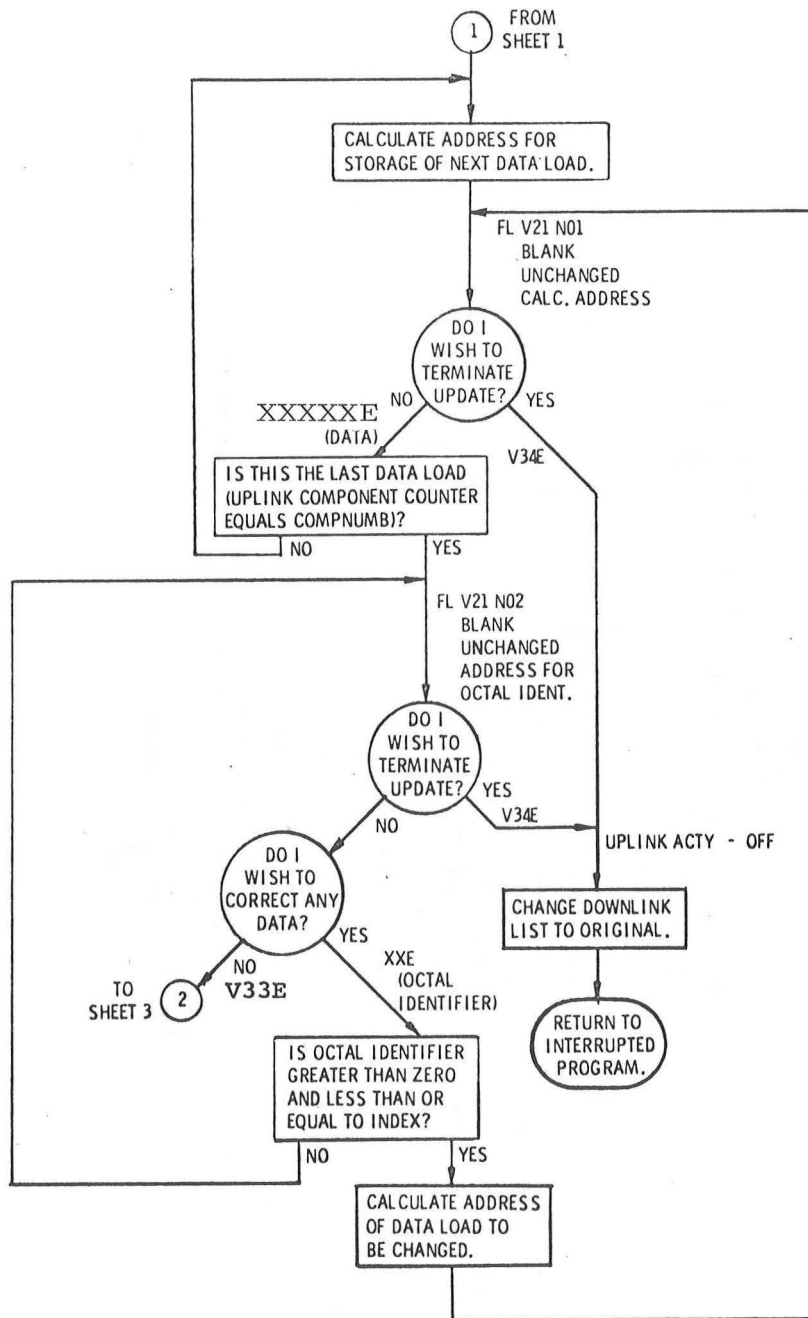 FROM
SHEET 1
1
CALCULATE ADDRESS FOR
STORAGE OF NEXT DATA LOAD.
FL V21 N01
BLANK
UNCHANGED
CALC. ADDRESS
DO I
WISH TO
TERMINATE
UPDATE?
NO
YES
XXXXXE
(DATA)
V34E
IS THIS THE LAST DATA LOAD
(UPLINK COMPONENT COUNTER
EQUALS COMPNUMB)?
NO
YES
FL V21 N02
BLANK
UNCHANGED
ADDRESS FOR
OCTAL IDENT.
DO I
WISH TO
TERMINATE
UPDATE?
YES
V34E
NO
UPLINK ACTY - OFF
DO I
WISH TO
CORRECT ANY
DATA?
CHANGE DOWNLINK
LIST TO ORIGINAL.
YES
NO
V33E
TO
SHEET 3
2
XXE
(OCTAL
IDENTIFIER)
RETURN TO
INTERRUPTED
PROGRAM.
IS OCTAL IDENTIFIER
GREATER THAN ZERO
AND LESS THAN OR
EQUAL TO INDEX?
NO
YES
CALCULATE ADDRESS
OF DATA LOAD TO
BE CHANGED.